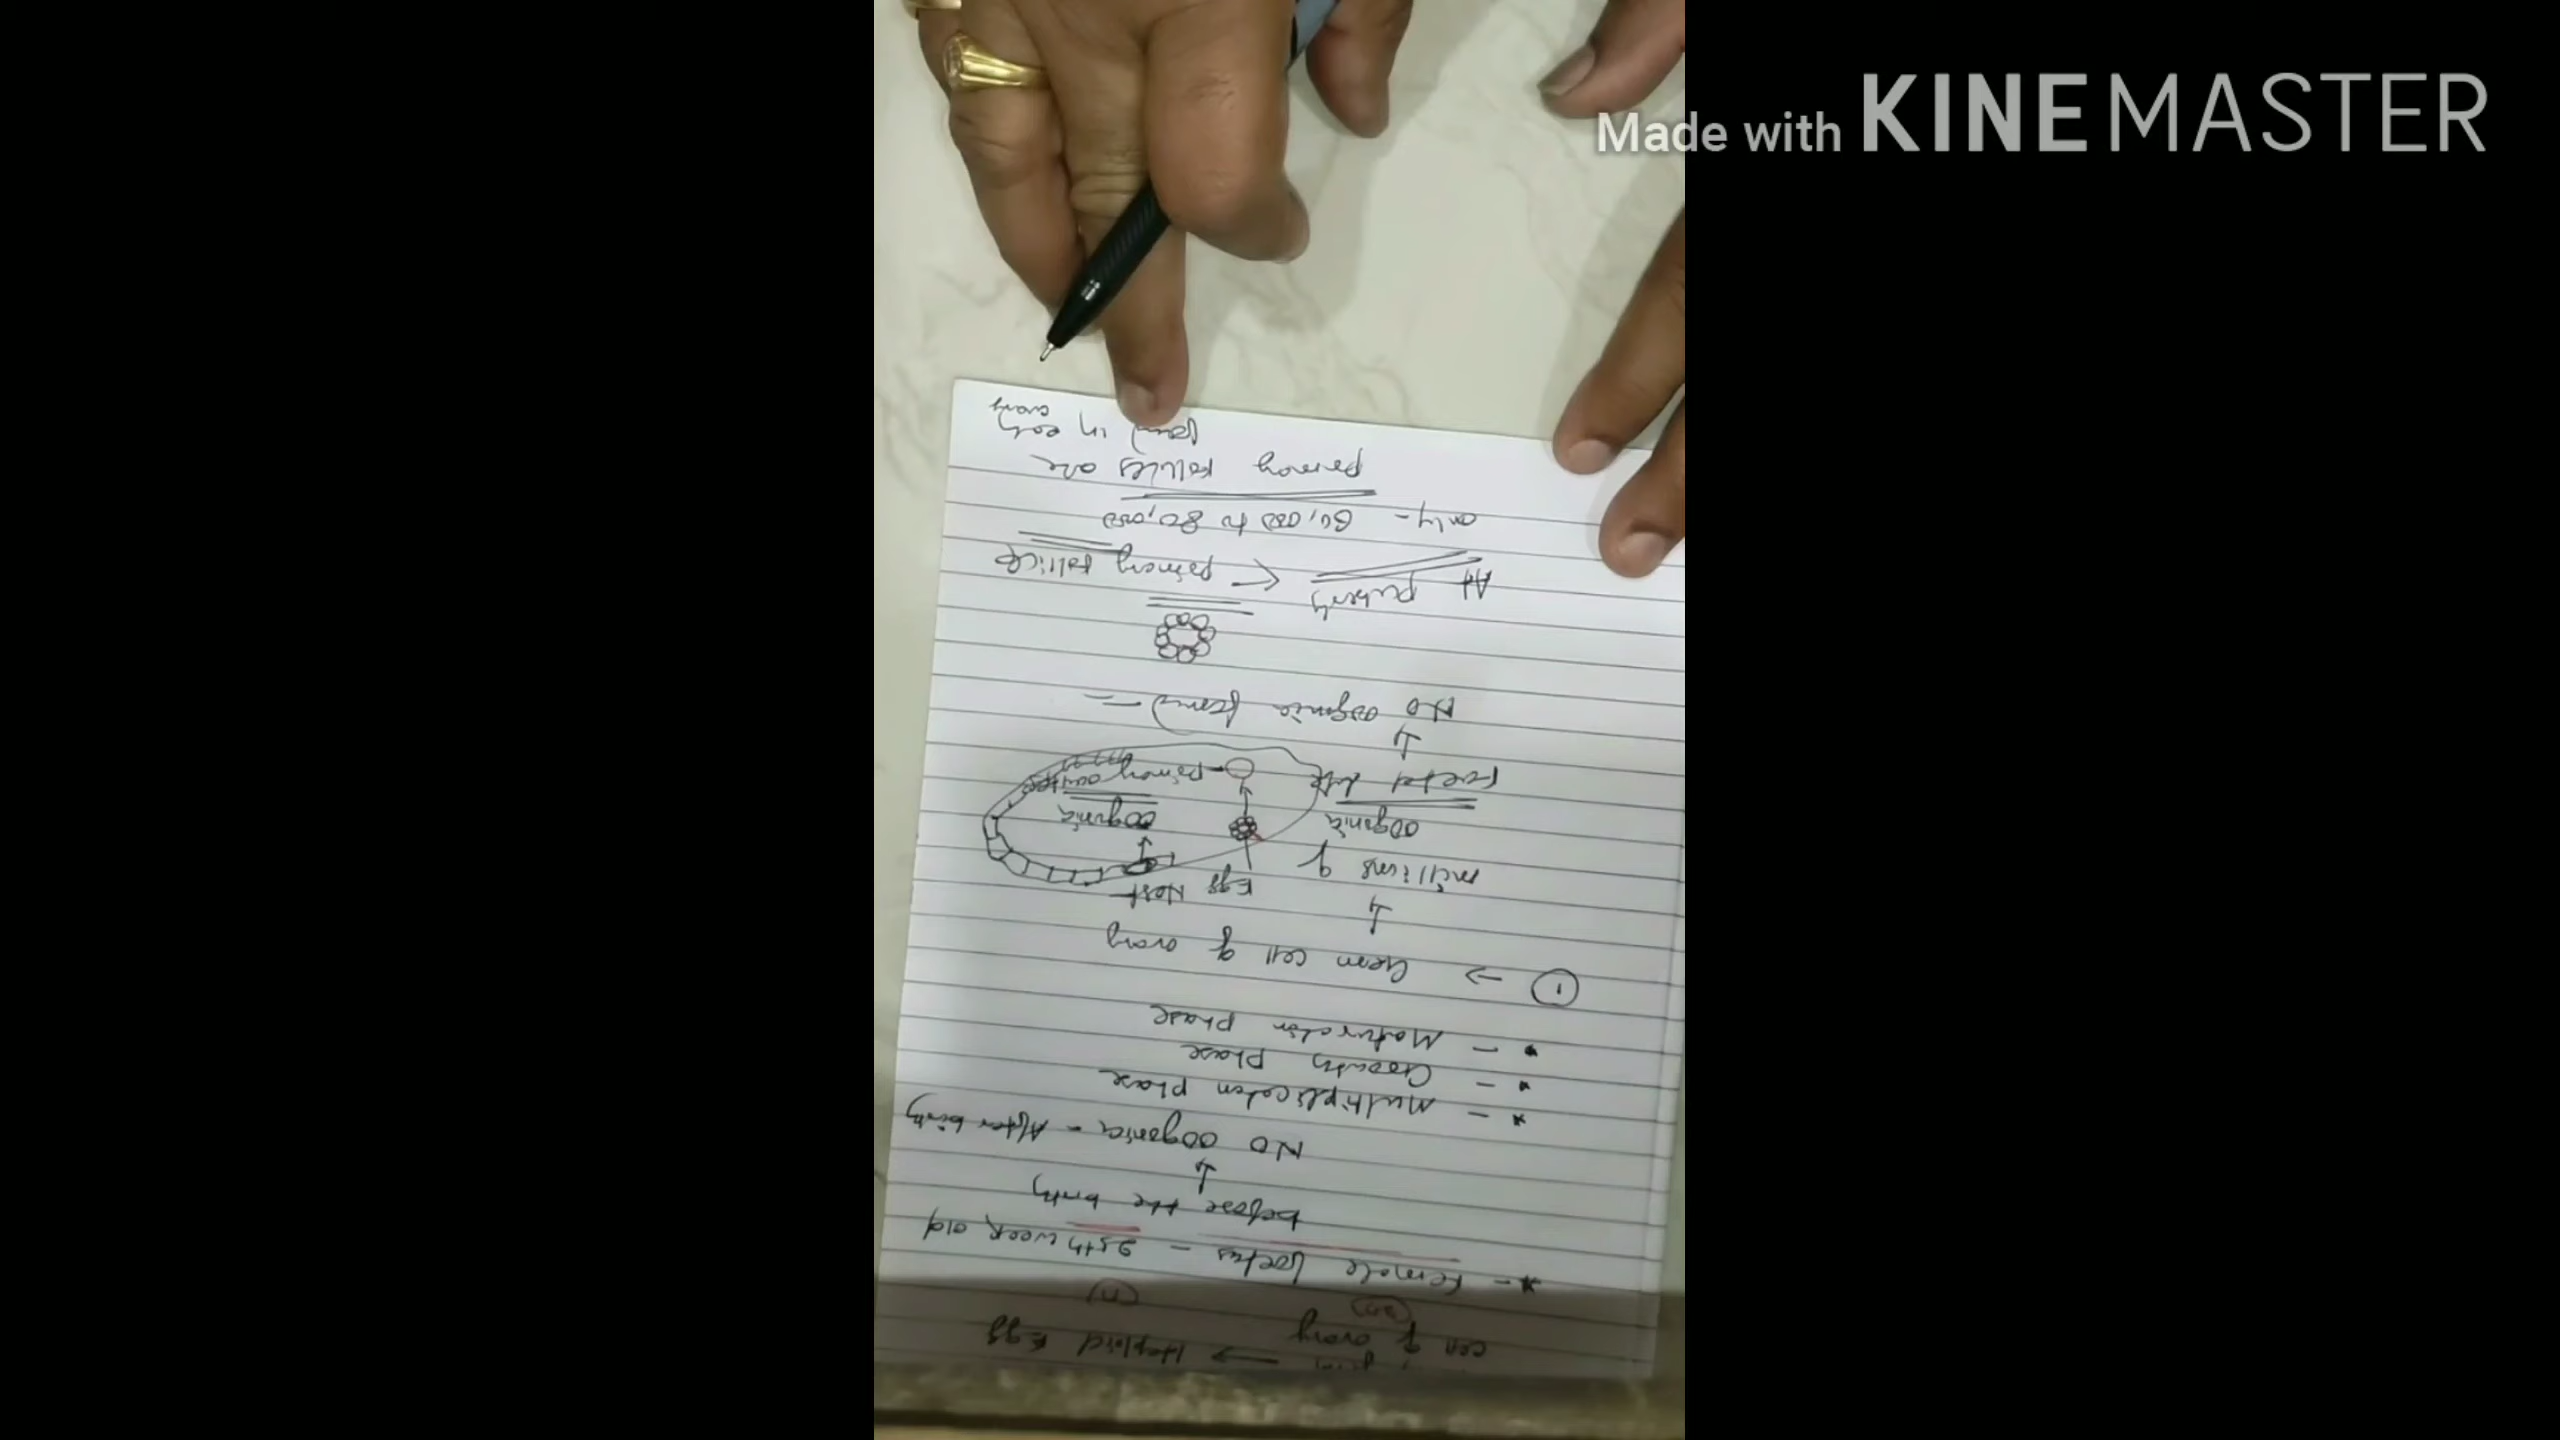 Made with KINEMASTER
cell of ovary → Haploid Egg
(2n) (n)
* - Female foetus - 25th week old
before the birth
↓
NO oogonia - After birth
* - Multiplication phase
* - Growth phase
* - Maturation phase
① → Germ cell of ovary
↓
millions of oogonia
Egg Nest
oogonia
Foetal life
primary oocytes
↓
No oogonia formed =
At puberty < primary follicle
only - 60,000 to 80,000
primary follicles are
found in each
ovary